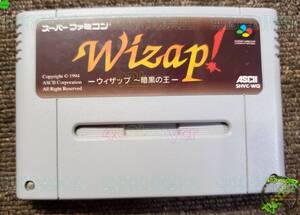 スーパーファミコン
Wizap!
Copyright © 1994
ASCII Corporation
All Right Reserved
ーウィザップ ~暗黒の王ー
ASCII
SHVC-WQ